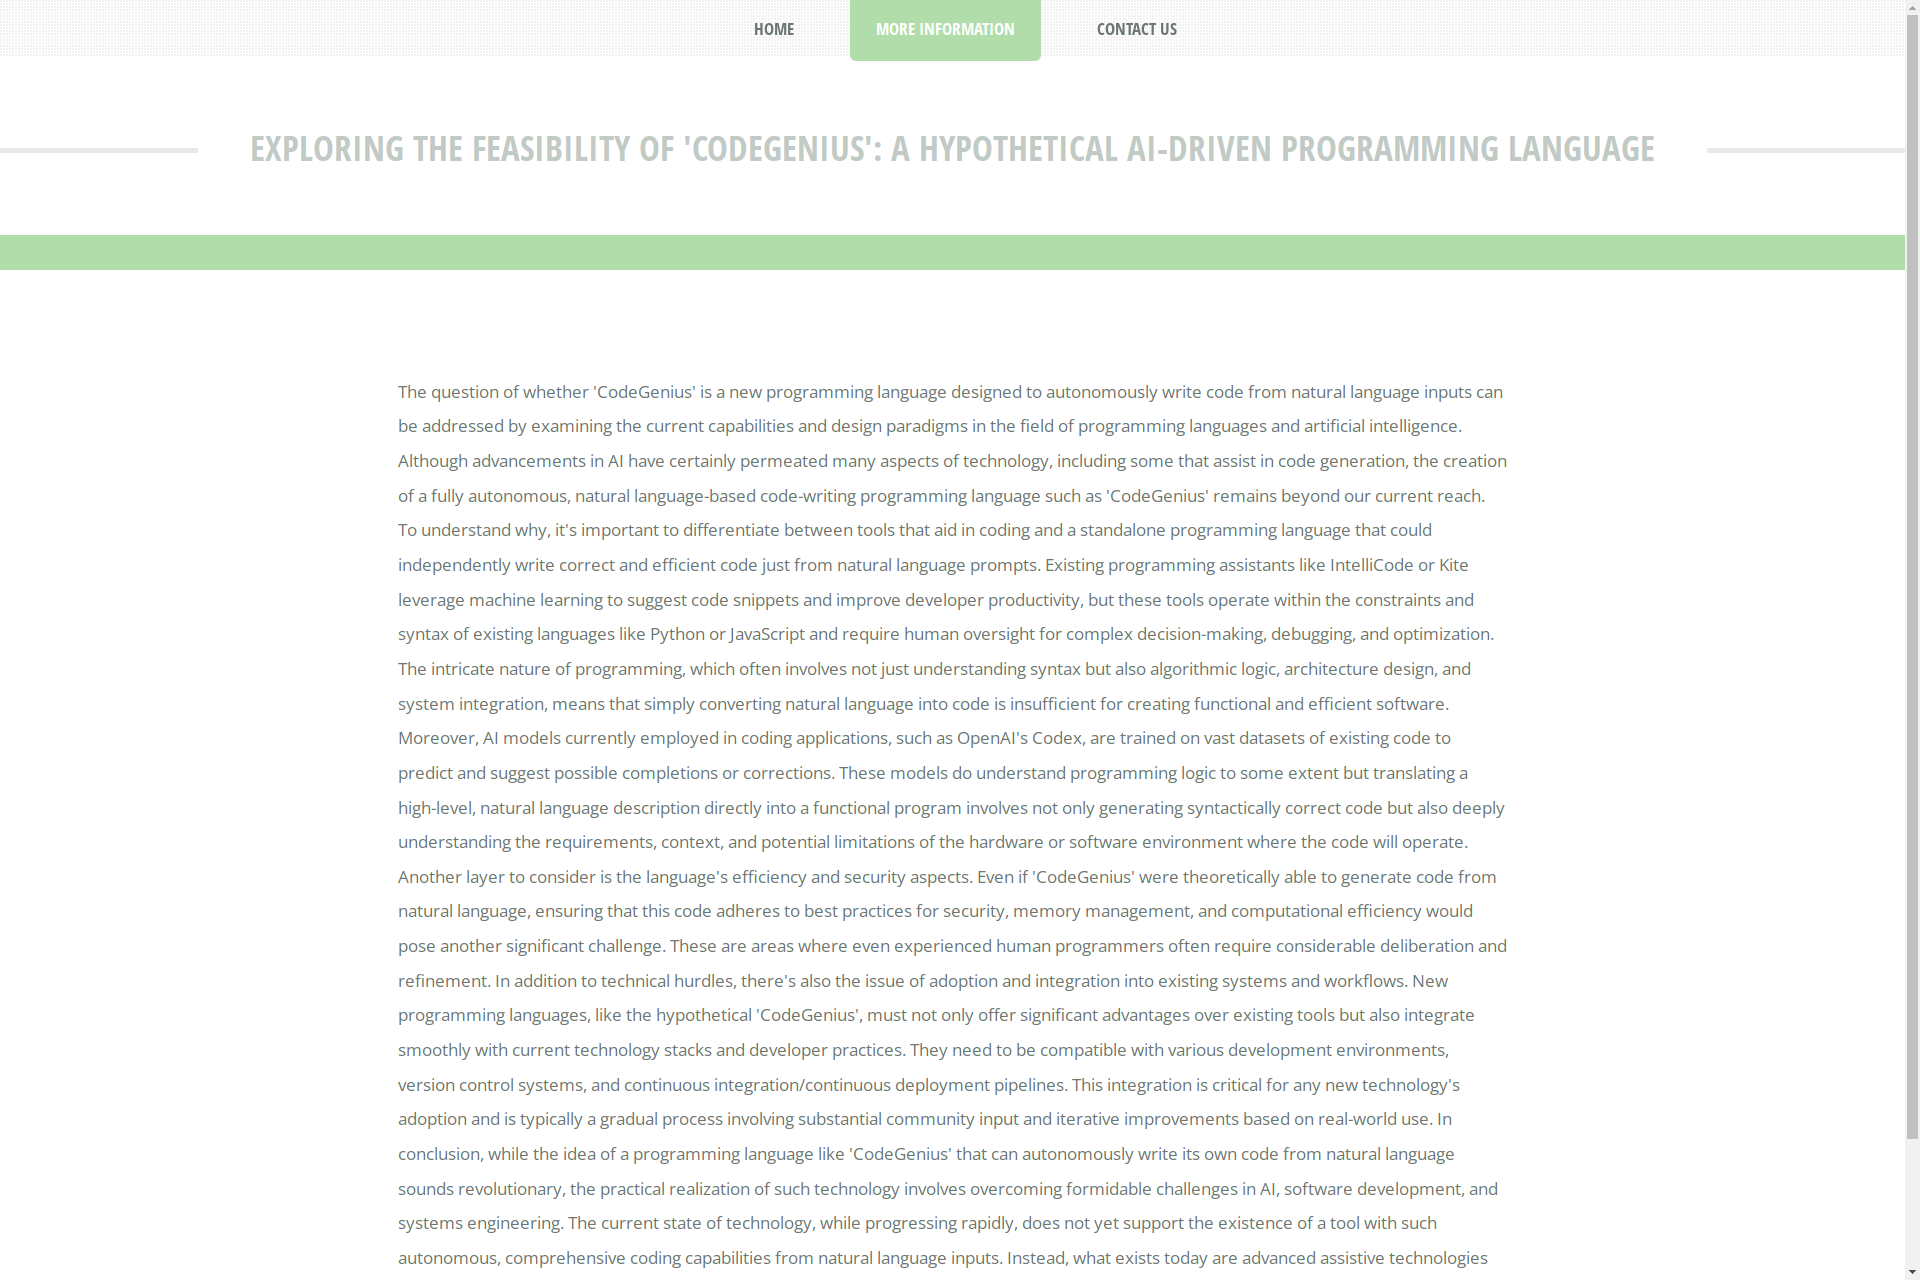 HOME
MORE INFORMATION
CONTACT US
EXPLORING THE FEASIBILITY OF 'CODEGENIUS': A HYPOTHETICAL AI-DRIVEN PROGRAMMING LANGUAGE
The question of whether 'CodeGenius' is a new programming language designed to autonomously write code from natural language inputs can
be addressed by examining the current capabilities and design paradigms in the field of programming languages and artificial intelligence.
Although advancements in AI have certainly permeated many aspects of technology, including some that assist in code generation, the creation
of a fully autonomous, natural language-based code-writing programming language such as 'CodeGenius' remains beyond our current reach.
To understand why, it's important to differentiate between tools that aid in coding and a standalone programming language that could
independently write correct and efficient code just from natural language prompts. Existing programming assistants like IntelliCode or Kite
leverage machine learning to suggest code snippets and improve developer productivity, but these tools operate within the constraints and
syntax of existing languages like Python or JavaScript and require human oversight for complex decision-making, debugging, and optimization.
The intricate nature of programming, which often involves not just understanding syntax but also algorithmic logic, architecture design, and
system integration, means that simply converting natural language into code is insufficient for creating functional and efficient software.
Moreover, AI models currently employed in coding applications, such as OpenAI's Codex, are trained on vast datasets of existing code to
predict and suggest possible completions or corrections. These models do understand programming logic to some extent but translating a
high-level, natural language description directly into a functional program involves not only generating syntactically correct code but also deeply
understanding the requirements, context, and potential limitations of the hardware or software environment where the code will operate.
Another layer to consider is the language's efficiency and security aspects. Even if 'CodeGenius' were theoretically able to generate code from
natural language, ensuring that this code adheres to best practices for security, memory management, and computational efficiency would
pose another significant challenge. These are areas where even experienced human programmers often require considerable deliberation and
refinement. In addition to technical hurdles, there's also the issue of adoption and integration into existing systems and workflows. New
programming languages, like the hypothetical 'CodeGenius', must not only offer significant advantages over existing tools but also integrate
smoothly with current technology stacks and developer practices. They need to be compatible with various development environments,
version control systems, and continuous integration/continuous deployment pipelines. This integration is critical for any new technology's
adoption and is typically a gradual process involving substantial community input and iterative improvements based on real-world use. In
conclusion, while the idea of a programming language like 'CodeGenius' that can autonomously write its own code from natural language
sounds revolutionary, the practical realization of such technology involves overcoming formidable challenges in AI, software development, and
systems engineering. The current state of technology, while progressing rapidly, does not yet support the existence of a tool with such
autonomous, comprehensive coding capabilities from natural language inputs. Instead, what exists today are advanced assistive technologies